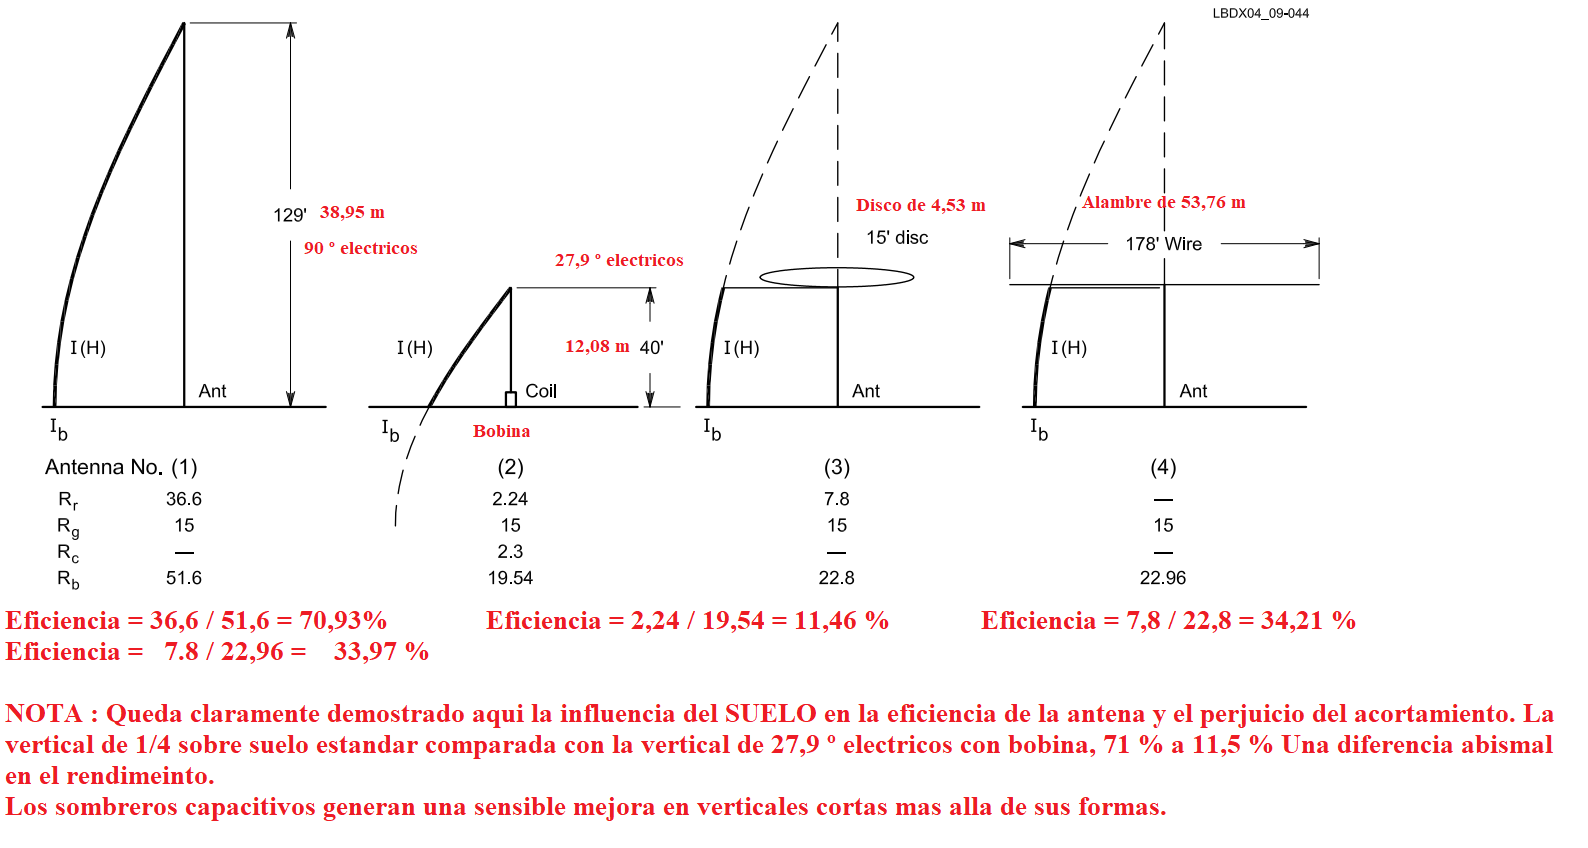 LBDX04_09-044
129'
38,95 m
90 º electricos
27,9 º electricos
12,08 m 40'
Disco de 4,53 m
15' disc
Alambre de 53,76 m
178' Wire
I(H)
I(H)
I(H)
I(H)
Ant
Coil
Ant
Ant
Ib
Ib
Bobina
Ib
Ib
Antenna No. (1) (2) (3) (4)
Rr 36.6 2.24 7.8 —
Rg 15 15 15 15
Rc — 2.3 — —
Rb 51.6 19.54 22.8 22.96
Eficiencia = 36,6 / 51,6 = 70,93% Eficiencia = 2,24 / 19,54 = 11,46 % Eficiencia = 7,8 / 22,8 = 34,21 %
Eficiencia = 7.8 / 22,96 = 33,97 %
NOTA : Queda claramente demostrado aqui la influencia del SUELO en la eficiencia de la antena y el perjuicio del acortamiento. La
vertical de 1/4 sobre suelo estandar comparada con la vertical de 27,9 º electricos con bobina, 71 % a 11,5 % Una diferencia abismal
en el rendimeinto.
Los sombreros capacitivos generan una sensible mejora en verticales cortas mas alla de sus formas.